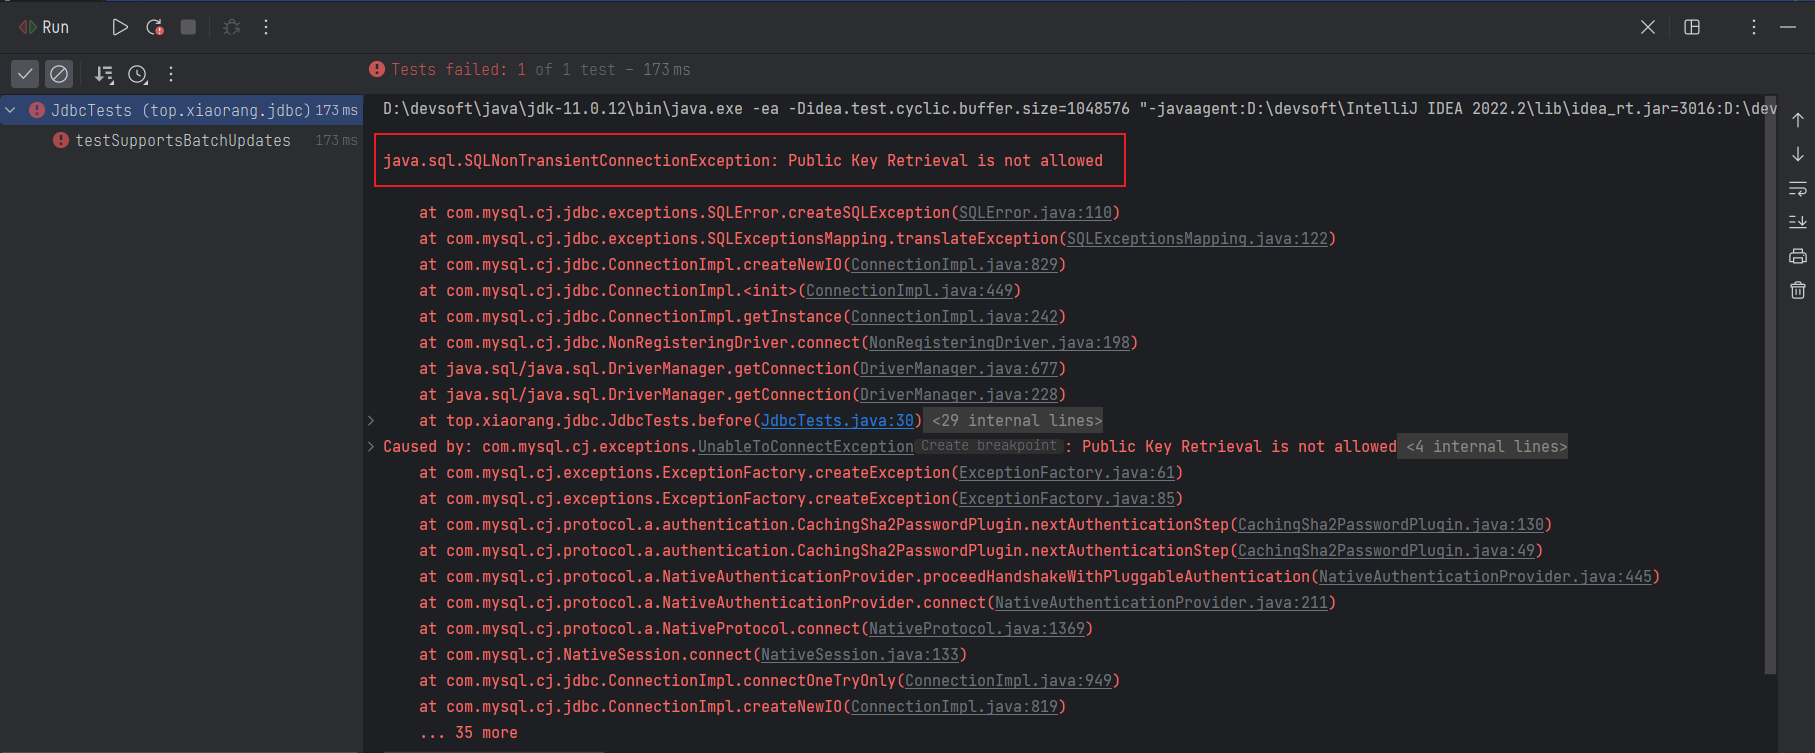 Run
Tests failed: 1 of 1 test – 173 ms
JdbcTests (top.xiaorang.jdbc) 173 ms
testSupportsBatchUpdates 173 ms
D:\devsoft\java\jdk-11.0.12\bin\java.exe -ea -Didea.test.cyclic.buffer.size=1048576 "-javaagent:D:\devsoft\IntelliJ IDEA 2022.2\lib\idea_rt.jar=3016:D:\dev
java.sql.SQLNonTransientConnectionException: Public Key Retrieval is not allowed
at com.mysql.cj.jdbc.exceptions.SQLError.createSQLException(SQLError.java:110)
at com.mysql.cj.jdbc.exceptions.SQLExceptionsMapping.translateException(SQLExceptionsMapping.java:122)
at com.mysql.cj.jdbc.ConnectionImpl.createNewIO(ConnectionImpl.java:829)
at com.mysql.cj.jdbc.ConnectionImpl.<init>(ConnectionImpl.java:449)
at com.mysql.cj.jdbc.ConnectionImpl.getInstance(ConnectionImpl.java:242)
at com.mysql.cj.jdbc.NonRegisteringDriver.connect(NonRegisteringDriver.java:198)
at java.sql/java.sql.DriverManager.getConnection(DriverManager.java:677)
at java.sql/java.sql.DriverManager.getConnection(DriverManager.java:228)
at top.xiaorang.jdbc.JdbcTests.before(JdbcTests.java:30) <29 internal lines>
Caused by: com.mysql.cj.exceptions.UnableToConnectException Create breakpoint : Public Key Retrieval is not allowed <4 internal lines>
at com.mysql.cj.exceptions.ExceptionFactory.createException(ExceptionFactory.java:61)
at com.mysql.cj.exceptions.ExceptionFactory.createException(ExceptionFactory.java:85)
at com.mysql.cj.protocol.a.authentication.CachingSha2PasswordPlugin.nextAuthenticationStep(CachingSha2PasswordPlugin.java:130)
at com.mysql.cj.protocol.a.authentication.CachingSha2PasswordPlugin.nextAuthenticationStep(CachingSha2PasswordPlugin.java:49)
at com.mysql.cj.protocol.a.NativeAuthenticationProvider.proceedHandshakeWithPluggableAuthentication(NativeAuthenticationProvider.java:445)
at com.mysql.cj.protocol.a.NativeAuthenticationProvider.connect(NativeAuthenticationProvider.java:211)
at com.mysql.cj.protocol.a.NativeProtocol.connect(NativeProtocol.java:1369)
at com.mysql.cj.NativeSession.connect(NativeSession.java:133)
at com.mysql.cj.jdbc.ConnectionImpl.connectOneTryOnly(ConnectionImpl.java:949)
at com.mysql.cj.jdbc.ConnectionImpl.createNewIO(ConnectionImpl.java:819)
... 35 more